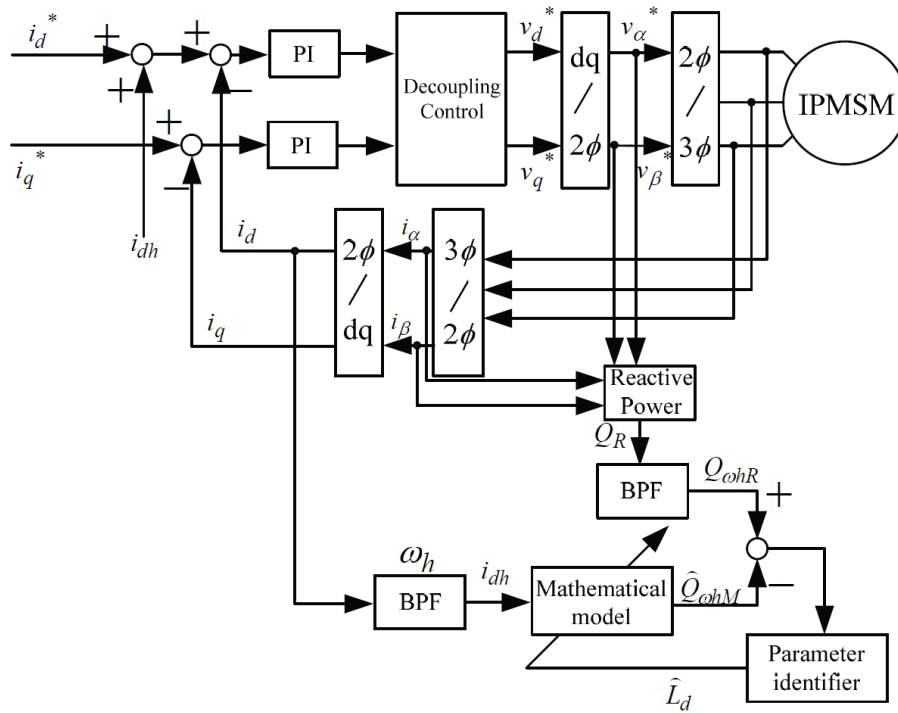 i_d^*
+
+
+
−
PI
Decoupling
Control
v_d^*
dq
/
2ϕ
v_α^*
2ϕ
/
3ϕ
IPMSM
i_q^*
+
−
PI
v_q^*
v_β^*
i_dh
i_d
i_q
2ϕ
/
dq
i_α
i_β
3ϕ
/
2ϕ
Reactive
Power
Q_R
BPF
Q_ωhR
+
−
ω_h
BPF
i_dh
Mathematical
model
Q̂_ωhM
Parameter
identifier
L̂_d